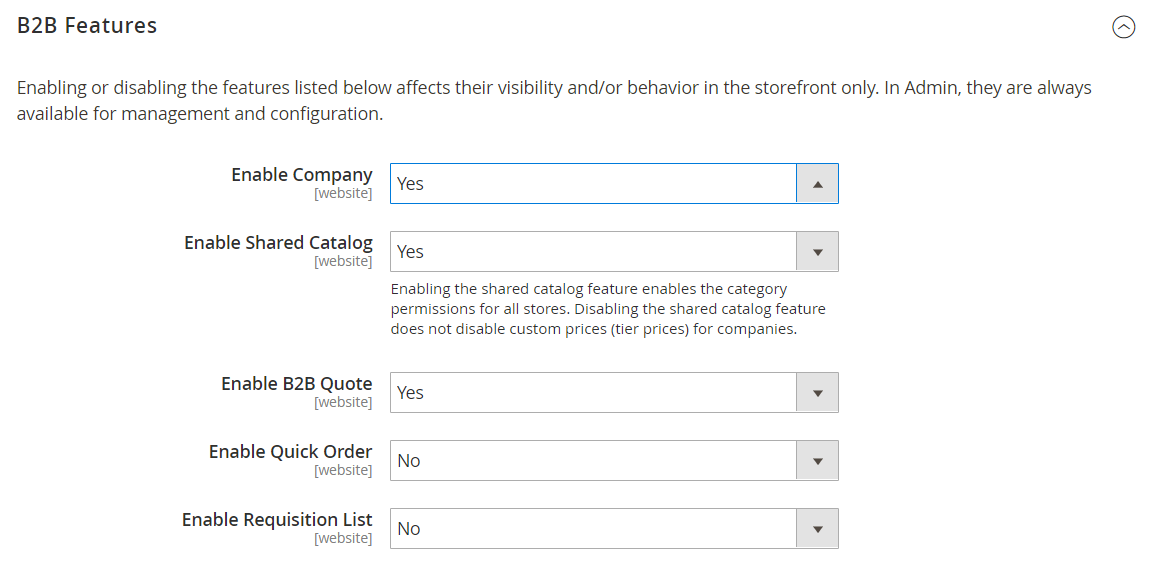 B2B Features
Enabling or disabling the features listed below affects their visibility and/or behavior in the storefront only. In Admin, they are always
available for management and configuration.
Enable Company
[website]
Yes
Enable Shared Catalog
[website]
Yes
Enabling the shared catalog feature enables the category
permissions for all stores. Disabling the shared catalog feature
does not disable custom prices (tier prices) for companies.
Enable B2B Quote
[website]
Yes
Enable Quick Order
[website]
No
Enable Requisition List
[website]
No